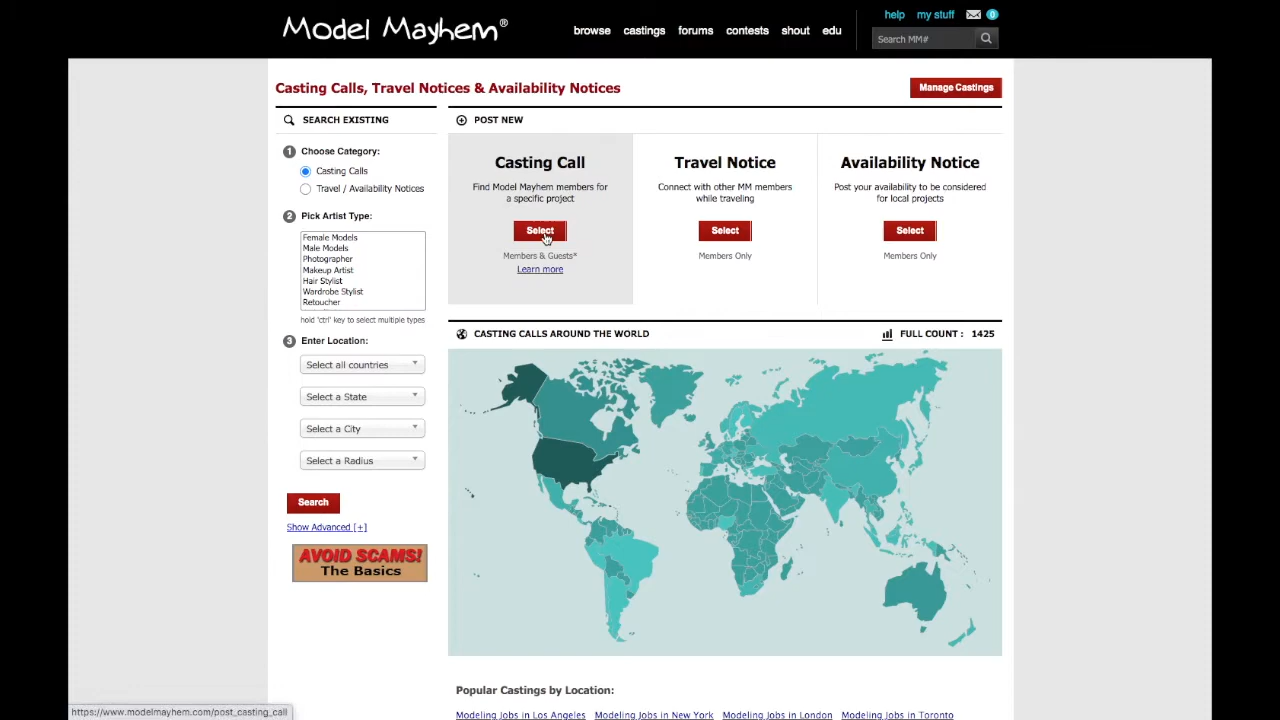 Model Mayhem®
browse castings forums contests shout edu
help my stuff 0
Search MM#
Casting Calls, Travel Notices & Availability Notices
Manage Castings
SEARCH EXISTING
1 Choose Category:
Casting Calls
Travel / Availability Notices
2 Pick Artist Type:
Female Models
Male Models
Photographer
Makeup Artist
Hair Stylist
Wardrobe Stylist
Retoucher
hold 'ctrl' key to select multiple types
3 Enter Location:
Select all countries
Select a State
Select a City
Select a Radius
Search
Show Advanced [+]
AVOID SCAMS!
The Basics
POST NEW
Casting Call
Find Model Mayhem members for
a specific project
Select
Members & Guests*
Learn more
Travel Notice
Connect with other MM members
while traveling
Select
Members Only
Availability Notice
Post your availability to be considered
for local projects
Select
Members Only
CASTING CALLS AROUND THE WORLD
FULL COUNT : 1425
Popular Castings by Location:
Modeling Jobs in Los Angeles Modeling Jobs in New York Modeling Jobs in London Modeling Jobs in Toronto
https://www.modelmayhem.com/post_casting_call